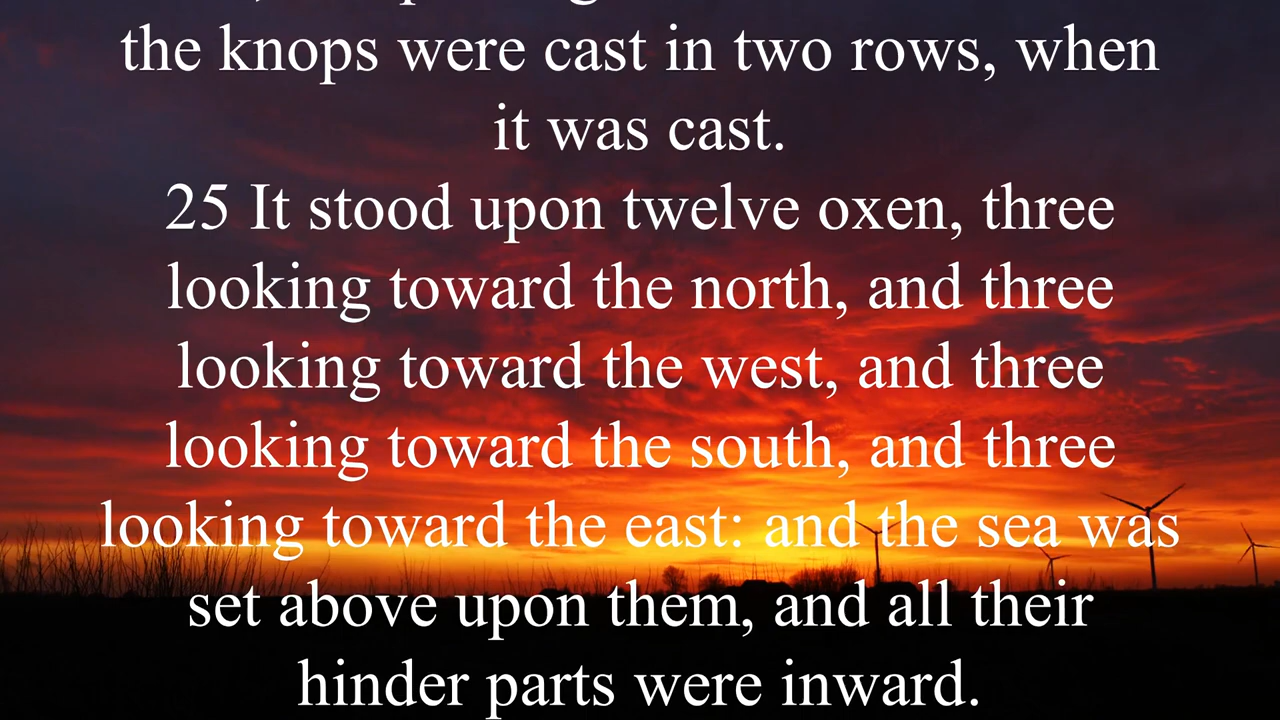 the knops were cast in two rows, when
it was cast.
25 It stood upon twelve oxen, three
looking toward the north, and three
looking toward the west, and three
looking toward the south, and three
looking toward the east: and the sea was
set above upon them, and all their
hinder parts were inward.